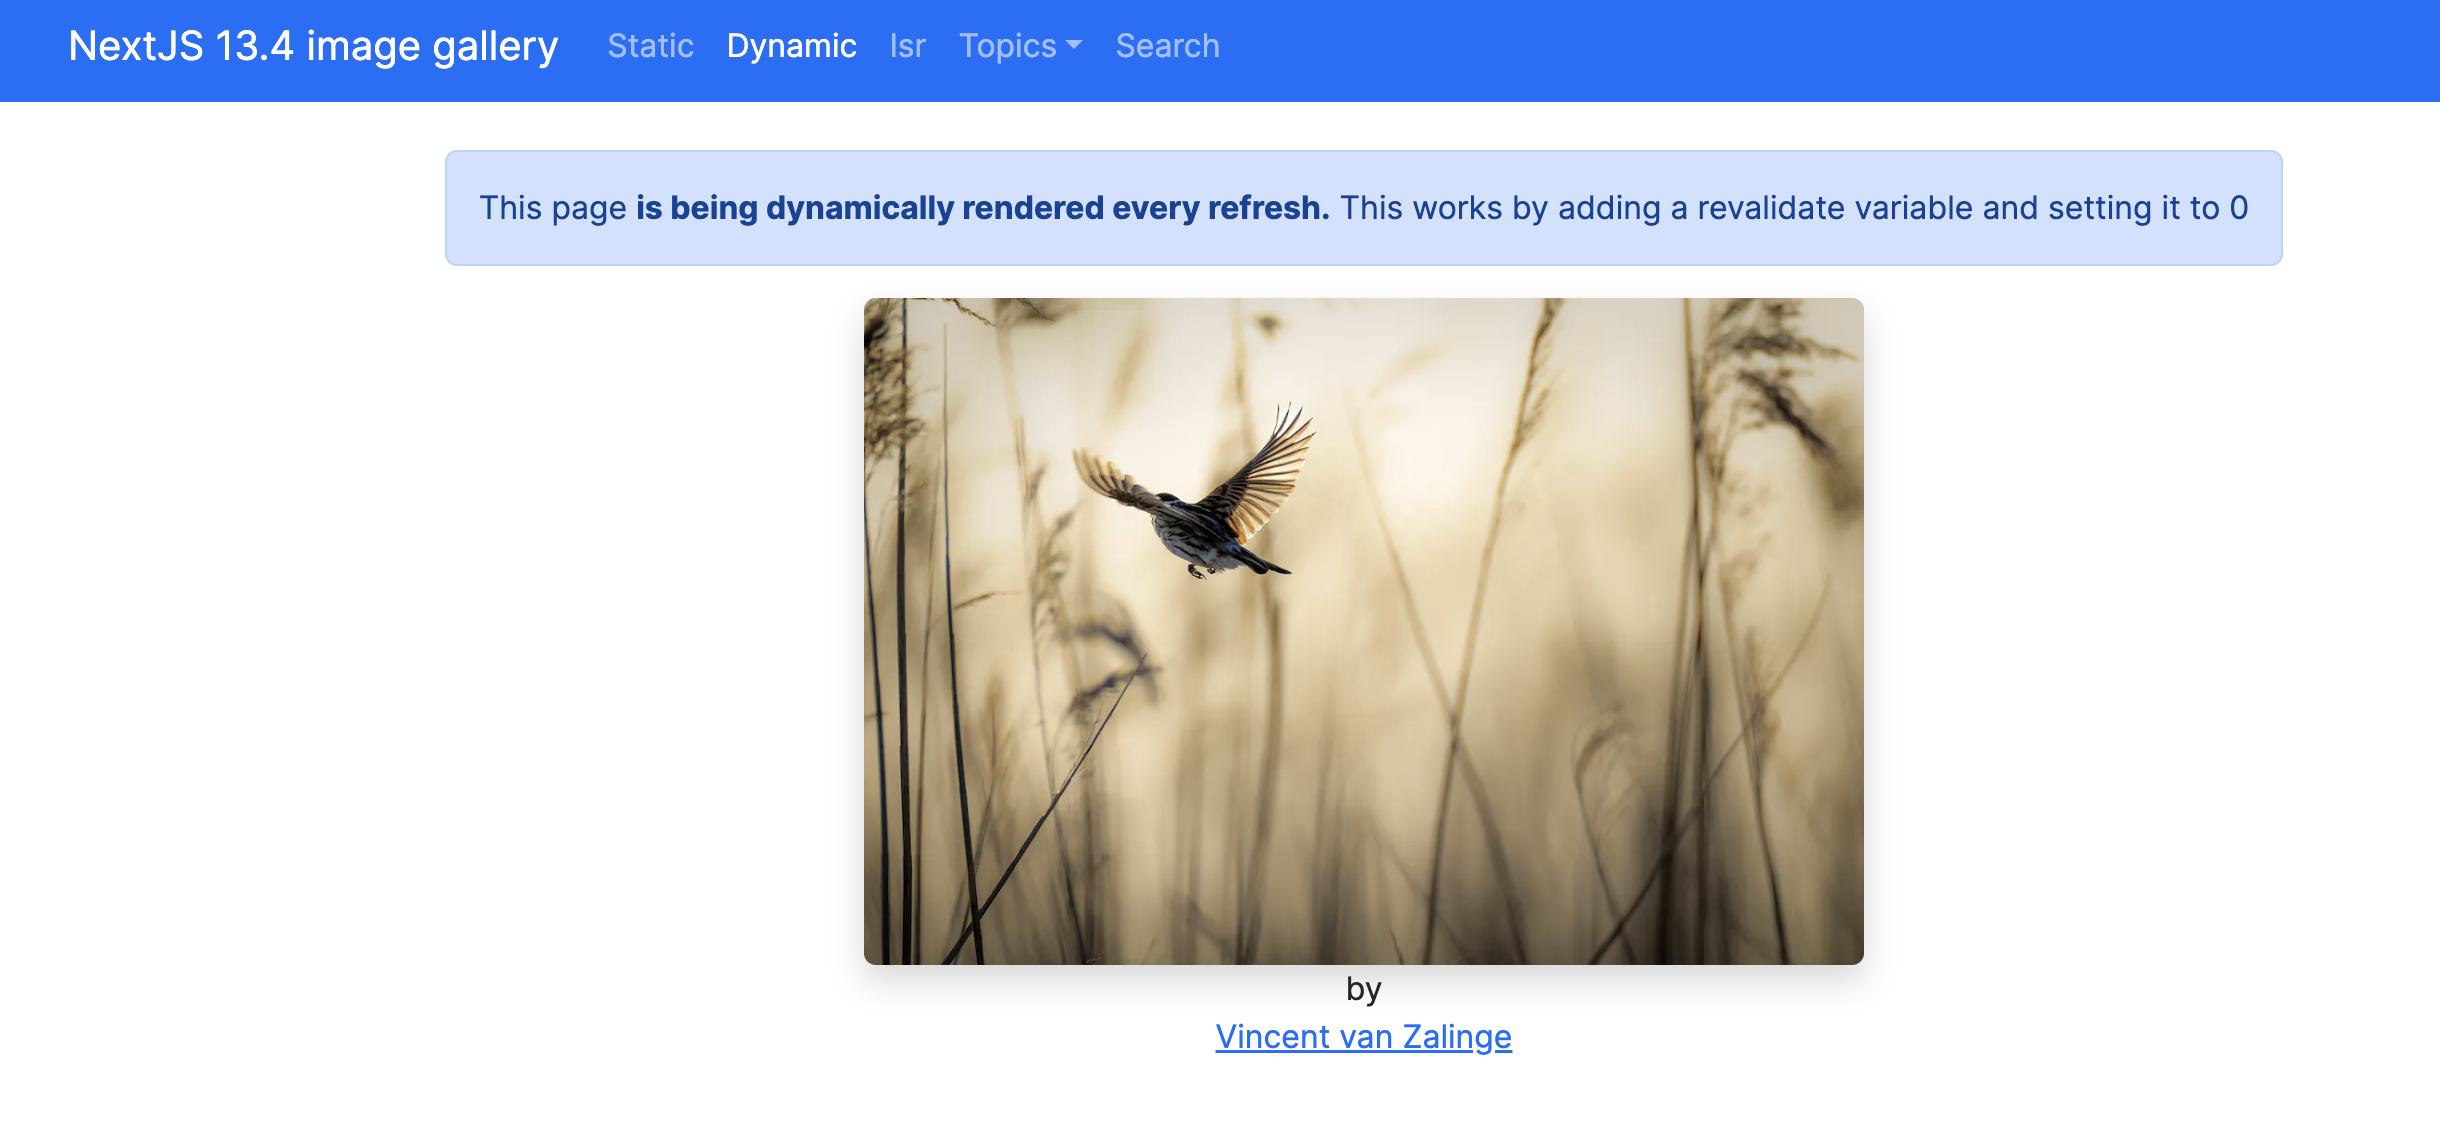 NextJS 13.4 image gallery Static Dynamic Isr Topics Search
This page is being dynamically rendered every refresh. This works by adding a revalidate variable and setting it to 0
by
Vincent van Zalinge